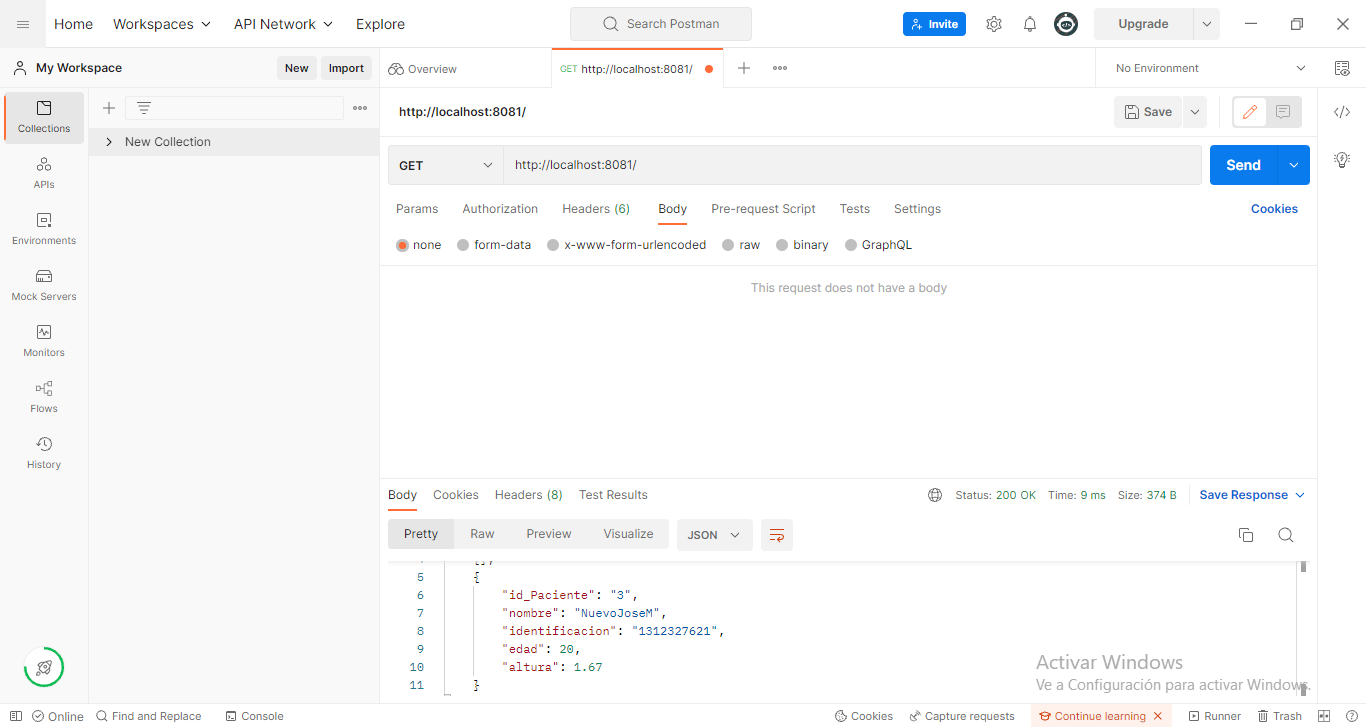 Home Workspaces API Network Explore Search Postman Invite Upgrade
My Workspace New Import Overview GET http://localhost:8081/ No Environment
Collections
APIs
Environments
Mock Servers
Monitors
Flows
History
New Collection
http://localhost:8081/ Save
GET http://localhost:8081/ Send
Params Authorization Headers (6) Body Pre-request Script Tests Settings Cookies
none form-data x-www-form-urlencoded raw binary GraphQL
This request does not have a body
Body Cookies Headers (8) Test Results Status: 200 OK Time: 9 ms Size: 374 B Save Response
Pretty Raw Preview Visualize JSON
5 {
6 "id_Paciente": "3",
7 "nombre": "NuevoJoseM",
8 "identificacion": "1312327621",
9 "edad": 20,
10 "altura": 1.67
11 }
Activar Windows
Ve a Configuración para activar Windows.
Online Find and Replace Console Cookies Capture requests Continue learning Runner Trash